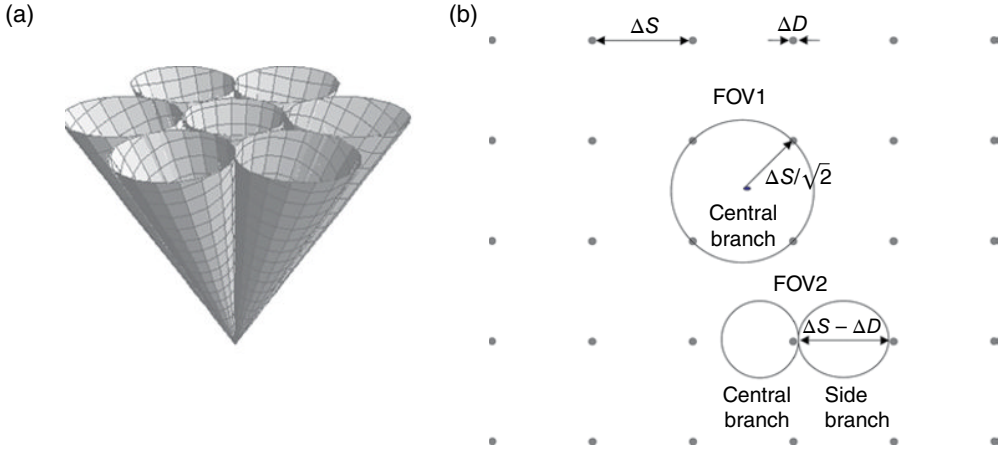 (a)
(b)
ΔS
ΔD
FOV1
ΔS/√2
Central
branch
FOV2
ΔS − ΔD
Central
branch
Side
branch